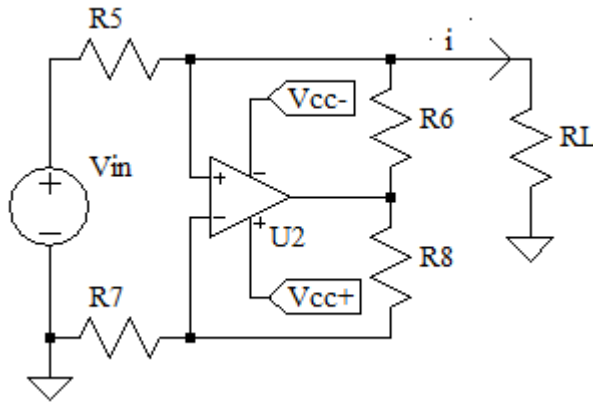 R5
i
Vcc-
R6
RL
Vin
+
-
+
-
-
+
U2
R8
R7
Vcc+